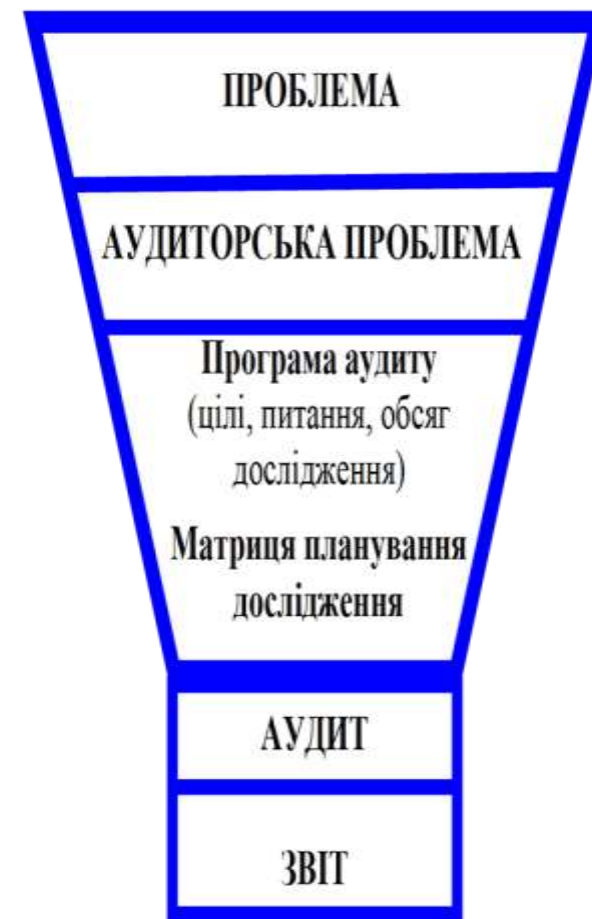 ПРОБЛЕМА
АУДИТОРСЬКА ПРОБЛЕМА
Програма аудиту
(цілі, питання, обсяг
дослідження)
Матриця планування
дослідження
АУДИТ
ЗВІТ